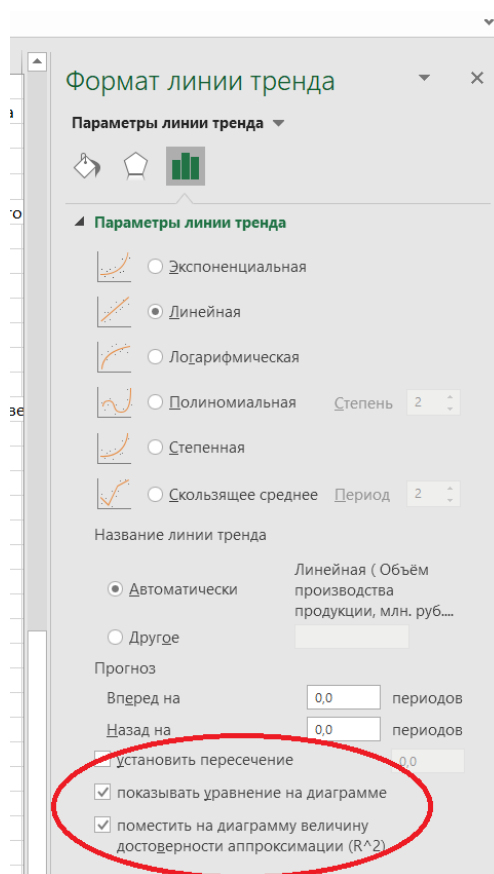 Формат линии тренда
Параметры линии тренда
Параметры линии тренда
Экспоненциальная
Линейная
Логарифмическая
Полиномиальная Степень 2
Степенная
Скользящее среднее Период 2
Название линии тренда
Автоматически
Линейная ( Объём
производства
продукции, млн. руб....
Другое
Прогноз
Вперед на 0,0 периодов
Назад на 0,0 периодов
установить пересечение 0,0
показывать уравнение на диаграмме
поместить на диаграмму величину
достоверности аппроксимации (R^2)